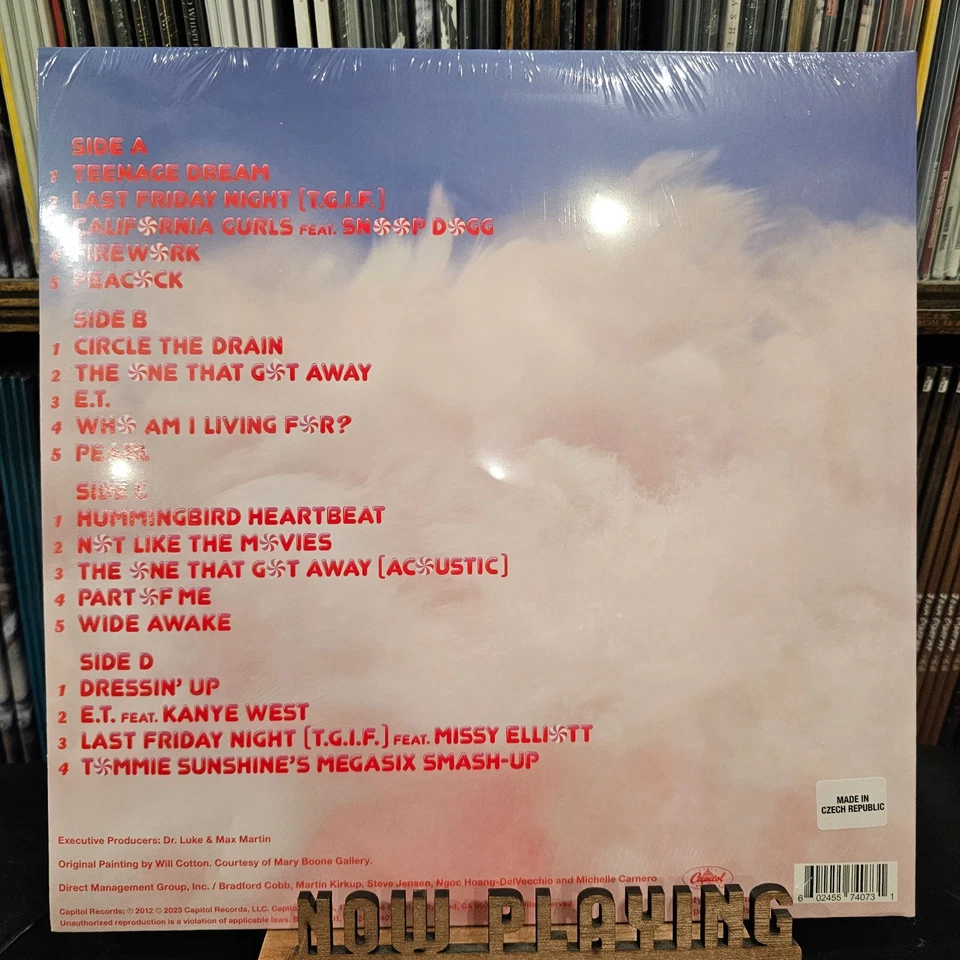 SIDE A
1 TEENAGE DREAM
2 LAST FRIDAY NIGHT (T.G.I.F.)
CALIFORNIA GURLS FEAT. SNOOP DOGG
4 FIREWORK
5 PEACOCK
SIDE B
1 CIRCLE THE DRAIN
2 THE ONE THAT GOT AWAY
3 E.T.
4 WHO AM I LIVING FOR?
5 PEARL
SIDE C
1 HUMMINGBIRD HEARTBEAT
2 NOT LIKE THE MOVIES
3 THE ONE THAT GOT AWAY (ACOUSTIC)
4 PART OF ME
5 WIDE AWAKE
SIDE D
1 DRESSIN' UP
2 E.T. FEAT. KANYE WEST
3 LAST FRIDAY NIGHT (T.G.I.F.) FEAT. MISSY ELLIOTT
4 TOMMIE SUNSHINE'S MEGASIX SMASH-UP
MADE IN
CZECH REPUBLIC
Executive Producers: Dr. Luke & Max Martin
Original Painting by Will Cotton. Courtesy of Mary Boone Gallery.
Direct Management Group, Inc. / Bradford Cobb, Martin Kirkup, Steve Jensen, Ngoc Hoang-DelVecchio and Michelle Carnero
Capitol
6 02455 74073 1
Capitol Records; ℗ 2012 © 2023 Capitol Records, LLC.
Unauthorized reproduction is a violation of applicable laws.
NOW PLAYING